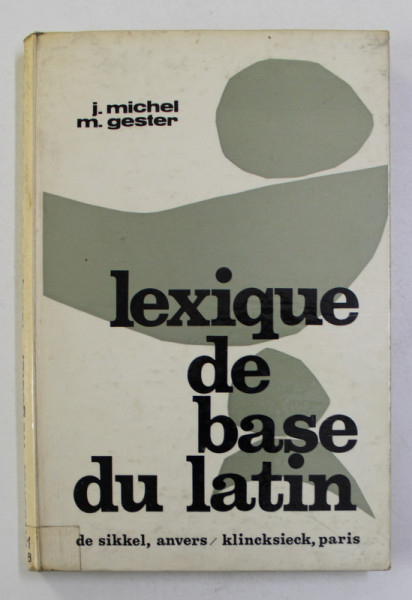 j. michel
m. gester
lexique
de
base
du latin
de sikkel, anvers / klincksieck, paris